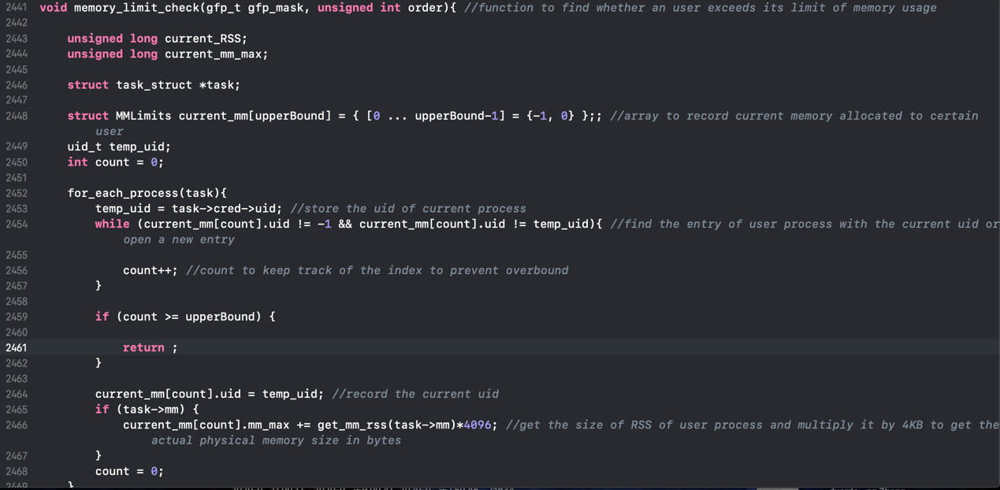 2441 void memory_limit_check(gfp_t gfp_mask, unsigned int order){ //function to find whether an user exceeds its limit of memory usage
2442
2443 unsigned long current_RSS;
2444 unsigned long current_mm_max;
2445
2446 struct task_struct *task;
2447
2448 struct MMLimits current_mm[upperBound] = { [0 ... upperBound-1] = {-1, 0} };; //array to record current memory allocated to certain
user
2449 uid_t temp_uid;
2450 int count = 0;
2451
2452 for_each_process(task){
2453 temp_uid = task->cred->uid; //store the uid of current process
2454 while (current_mm[count].uid != -1 && current_mm[count].uid != temp_uid){ //find the entry of user process with the current uid or
open a new entry
2455
2456 count++; //count to keep track of the index to prevent overbound
2457 }
2458
2459 if (count >= upperBound) {
2460
2461 return ;
2462 }
2463
2464 current_mm[count].uid = temp_uid; //record the current uid
2465 if (task->mm) {
2466 current_mm[count].mm_max += get_mm_rss(task->mm)*4096; //get the size of RSS of user process and multiply it by 4KB to get the
actual physical memory size in bytes
2467 }
2468 count = 0;
2469 }